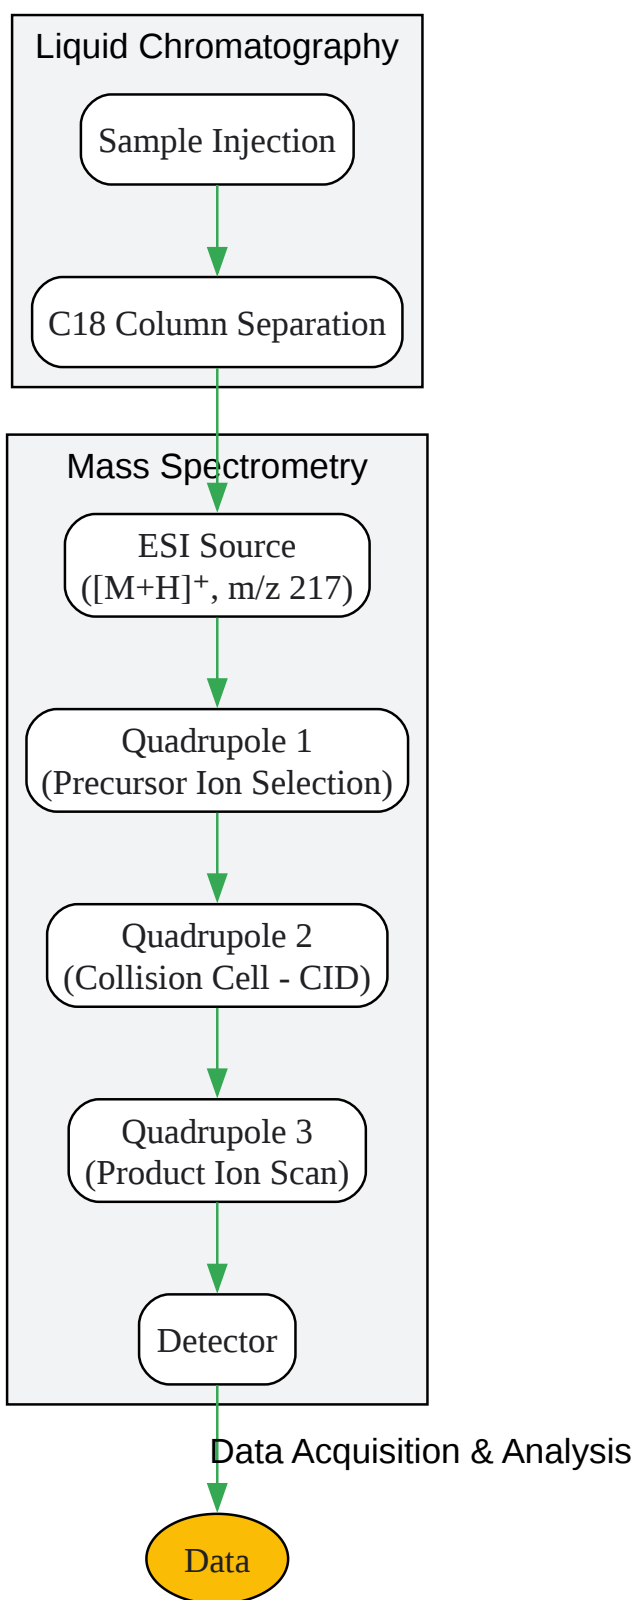 Liquid Chromatography
Sample Injection
C18 Column Separation
Mass Spectrometry
ESI Source
([M+H]⁺, m/z 217)
Quadrupole 1
(Precursor Ion Selection)
Quadrupole 2
(Collision Cell - CID)
Quadrupole 3
(Product Ion Scan)
Detector
Data Acquisition & Analysis
Data